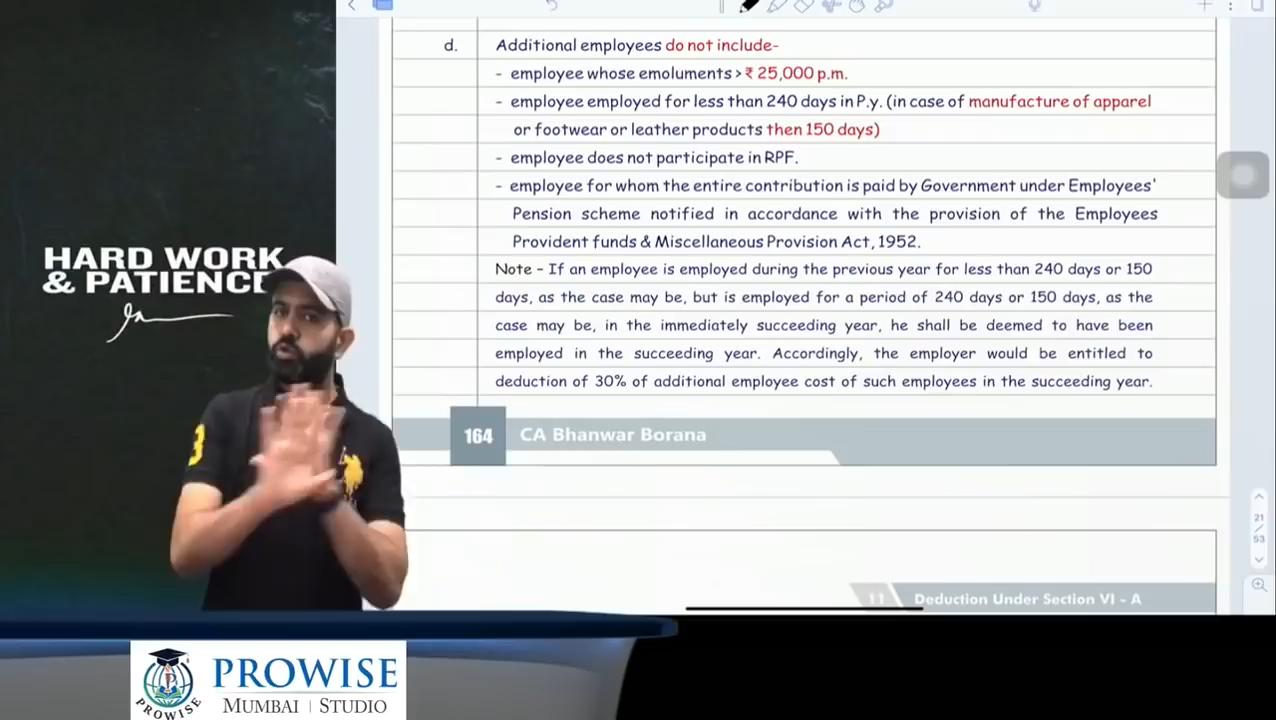 d. Additional employees do not include-
- employee whose emoluments > ₹ 25,000 p.m.
- employee employed for less than 240 days in P.y. (in case of manufacture of apparel
or footwear or leather products then 150 days)
- employee does not participate in RPF.
- employee for whom the entire contribution is paid by Government under Employees'
Pension scheme notified in accordance with the provision of the Employees
Provident funds & Miscellaneous Provision Act, 1952.
Note - If an employee is employed during the previous year for less than 240 days or 150
days, as the case may be, but is employed for a period of 240 days or 150 days, as the
case may be, in the immediately succeeding year, he shall be deemed to have been
employed in the succeeding year. Accordingly, the employer would be entitled to
deduction of 30% of additional employee cost of such employees in the succeeding year.
164 CA Bhanwar Borana
11 Deduction Under Section VI - A
21
/
53
HARD WORK
& PATIENCE
3
PROWISE
MUMBAI | STUDIO
PROWISE